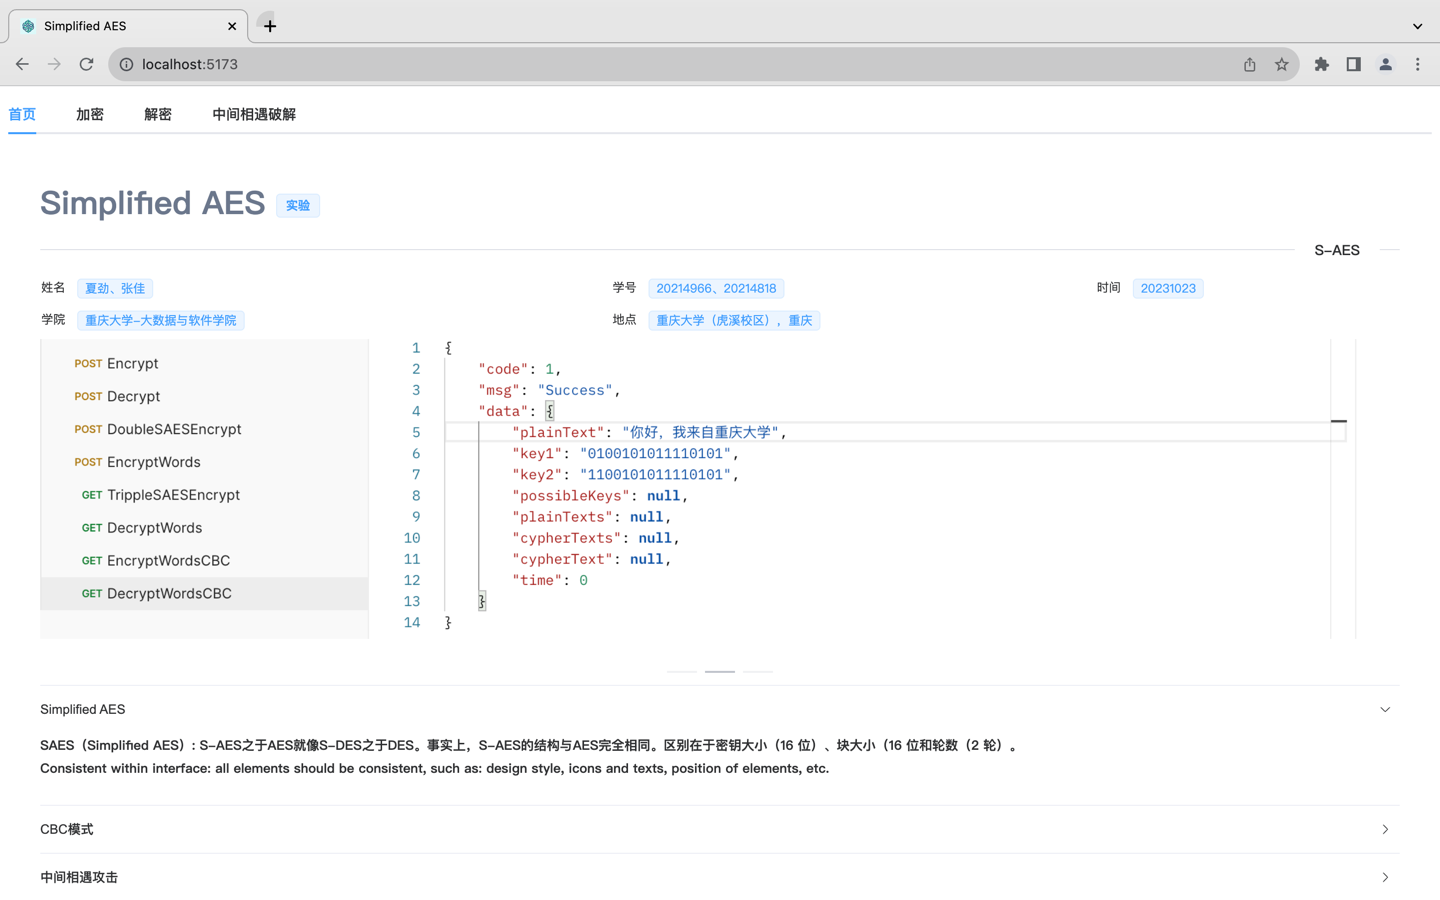 Simplified AES
localhost:5173
首页 加密 解密 中间相遇破解
Simplified AES 实验
S-AES
姓名 夏劲、张佳 学号 20214966、20214818 时间 20231023
学院 重庆大学-大数据与软件学院 地点 重庆大学（虎溪校区），重庆
POST Encrypt
POST Decrypt
POST DoubleSAESEncrypt
POST EncryptWords
GET TrippleSAESEncrypt
GET DecryptWords
GET EncryptWordsCBC
GET DecryptWordsCBC
1 {
2 "code": 1,
3 "msg": "Success",
4 "data": {
5 "plainText": "你好，我来自重庆大学",
6 "key1": "0100101011110101",
7 "key2": "1100101011110101",
8 "possibleKeys": null,
9 "plainTexts": null,
10 "cypherTexts": null,
11 "cypherText": null,
12 "time": 0
13 }
14 }
Simplified AES
SAES（Simplified AES）: S-AES之于AES就像S-DES之于DES。事实上，S-AES的结构与AES完全相同。区别在于密钥大小（16 位）、块大小（16 位和轮数（2 轮）。
Consistent within interface: all elements should be consistent, such as: design style, icons and texts, position of elements, etc.
CBC模式
中间相遇攻击